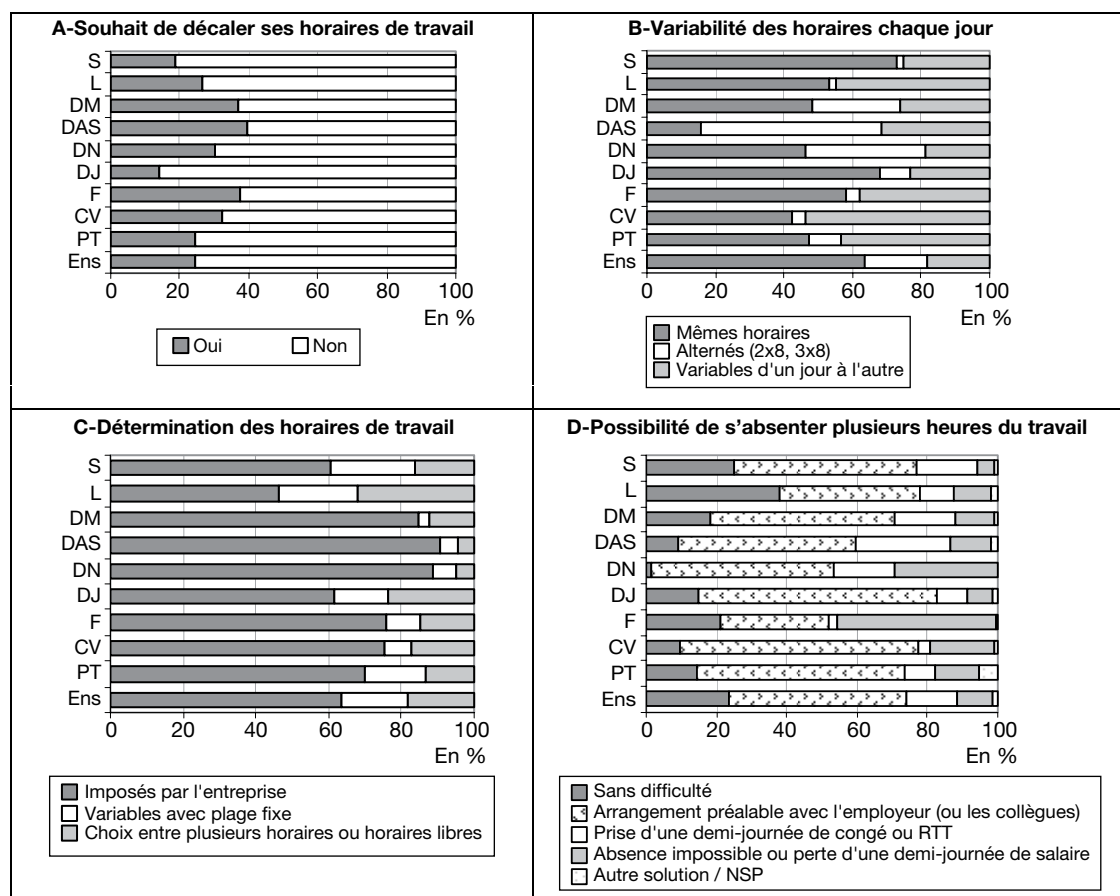 A-Souhait de décaler ses horaires de travail
S
L
DM
DAS
DN
DJ
F
CV
PT
Ens
0 20 40 60 80 100
En %
Oui Non
B-Variabilité des horaires chaque jour
S
L
DM
DAS
DN
DJ
F
CV
PT
Ens
0 20 40 60 80 100
En %
Mêmes horaires
Alternés (2x8, 3x8)
Variables d'un jour à l'autre
C-Détermination des horaires de travail
S
L
DM
DAS
DN
DJ
F
CV
PT
Ens
0 20 40 60 80 100
En %
Imposés par l'entreprise
Variables avec plage fixe
Choix entre plusieurs horaires ou horaires libres
D-Possibilité de s’absenter plusieurs heures du travail
S
L
DM
DAS
DN
DJ
F
CV
PT
Ens
0 20 40 60 80 100
En %
Sans difficulté
Arrangement préalable avec l'employeur (ou les collègues)
Prise d'une demi-journée de congé ou RTT
Absence impossible ou perte d'une demi-journée de salaire
Autre solution / NSP